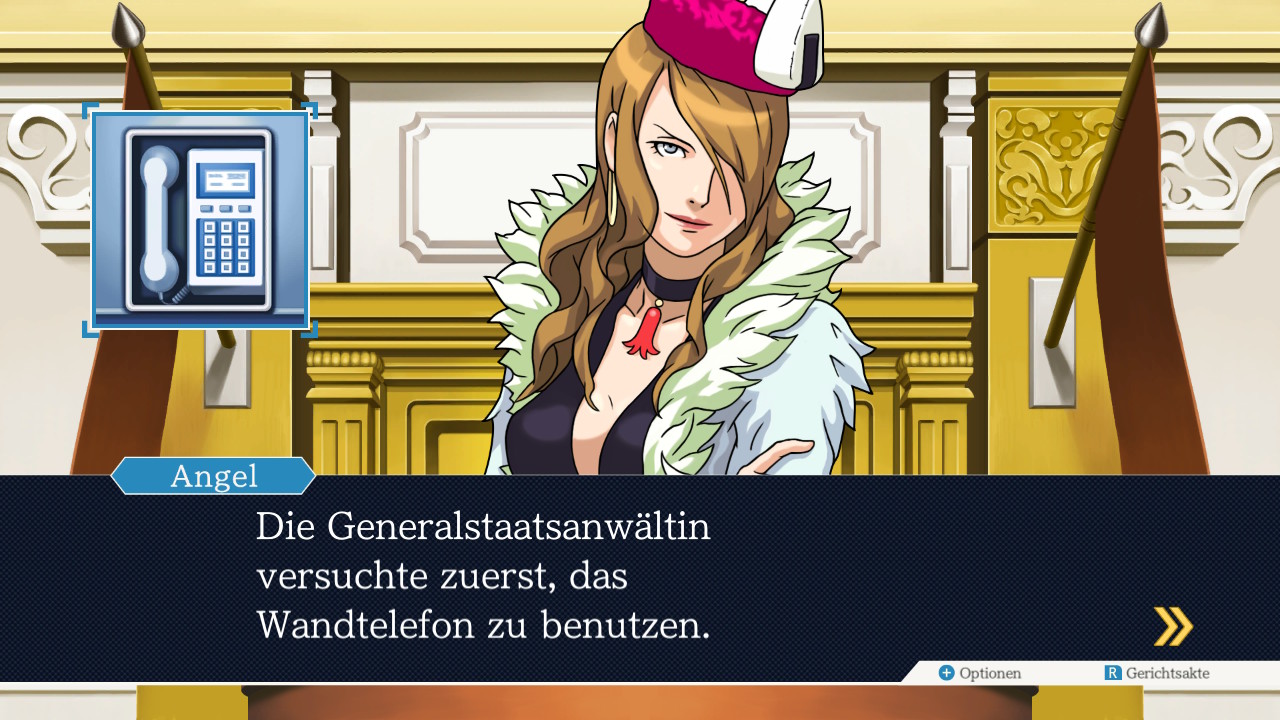 Angel
Die Generalstaatsanwältin
versuchte zuerst, das
Wandtelefon zu benutzen.
+ Optionen
R Gerichtsakte